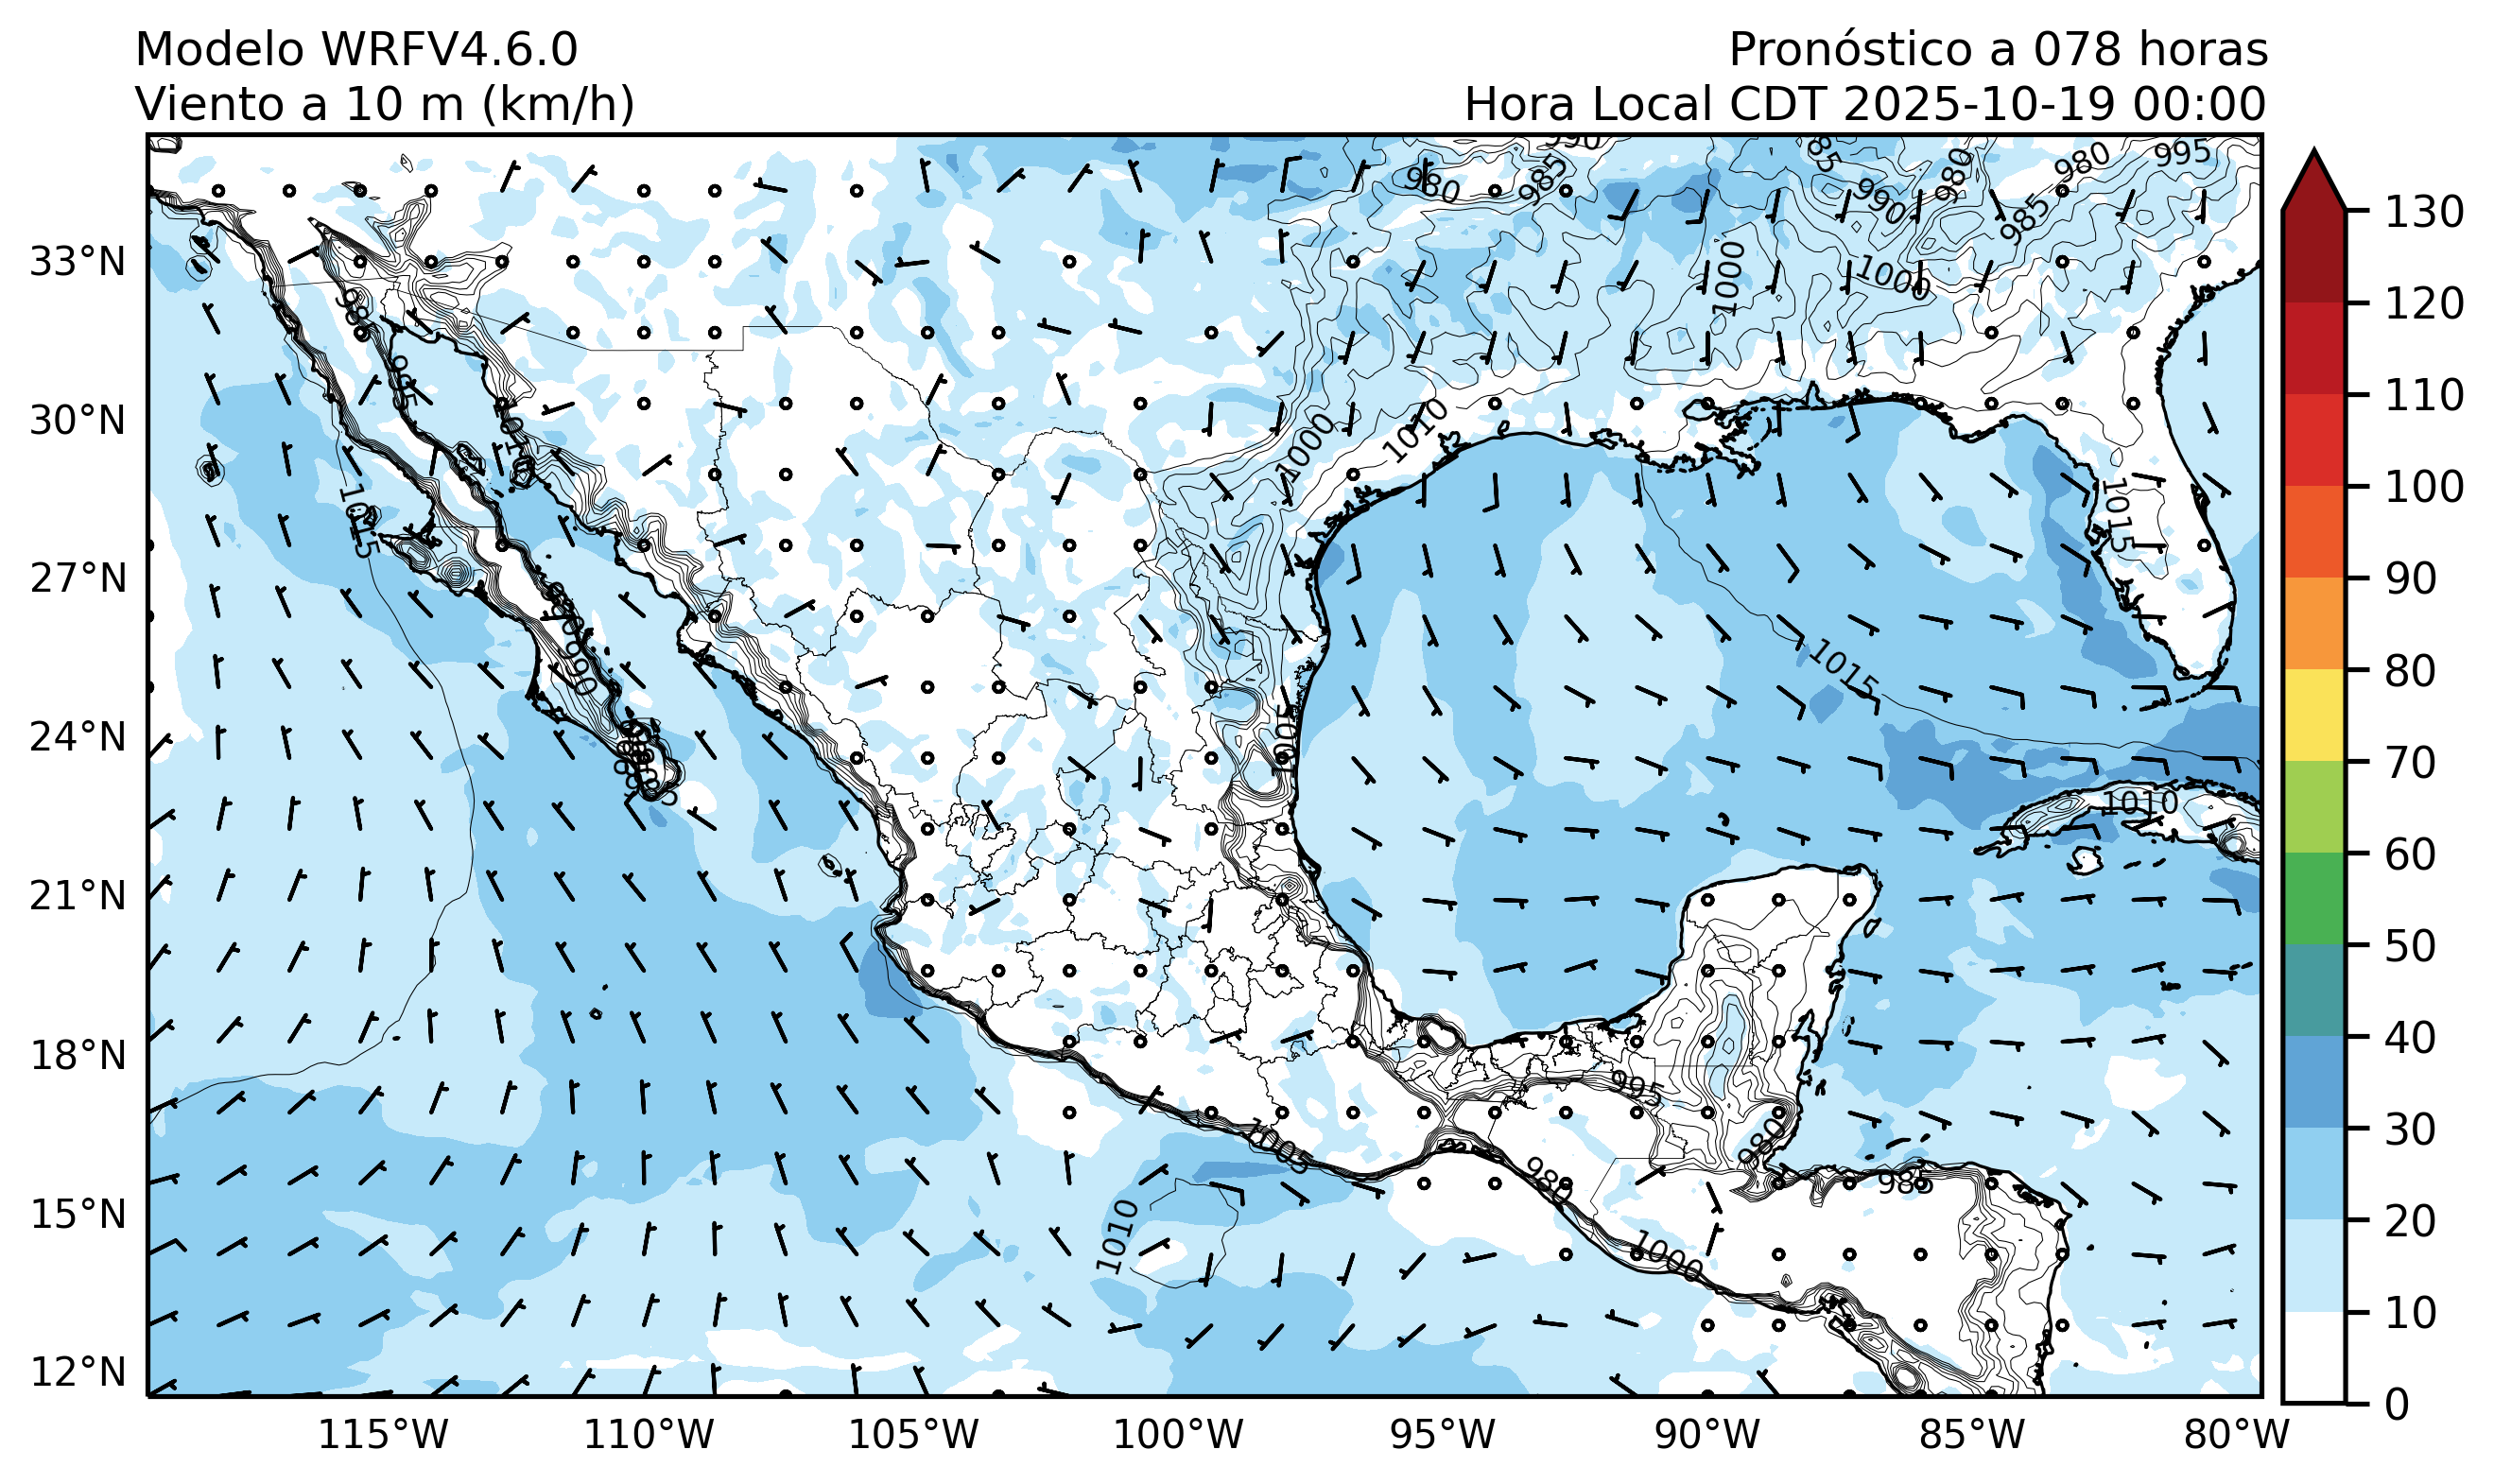 Modelo WRFV4.6.0
Pronóstico a 078 horas
Viento a 10 m (km/h)
Hora Local CDT 2025-10-19 00:00
33°N
30°N
27°N
24°N
21°N
18°N
15°N
12°N
115°W
110°W
105°W
100°W
95°W
90°W
85°W
80°W
130
120
110
100
90
80
70
60
50
40
30
20
10
0
990
980
985
985
990
980
980
995
985
1000
1000
1000
1010
1015
995
1015
1015
990
1015
1005
1010
995
980
985
1005
980
1010
1000